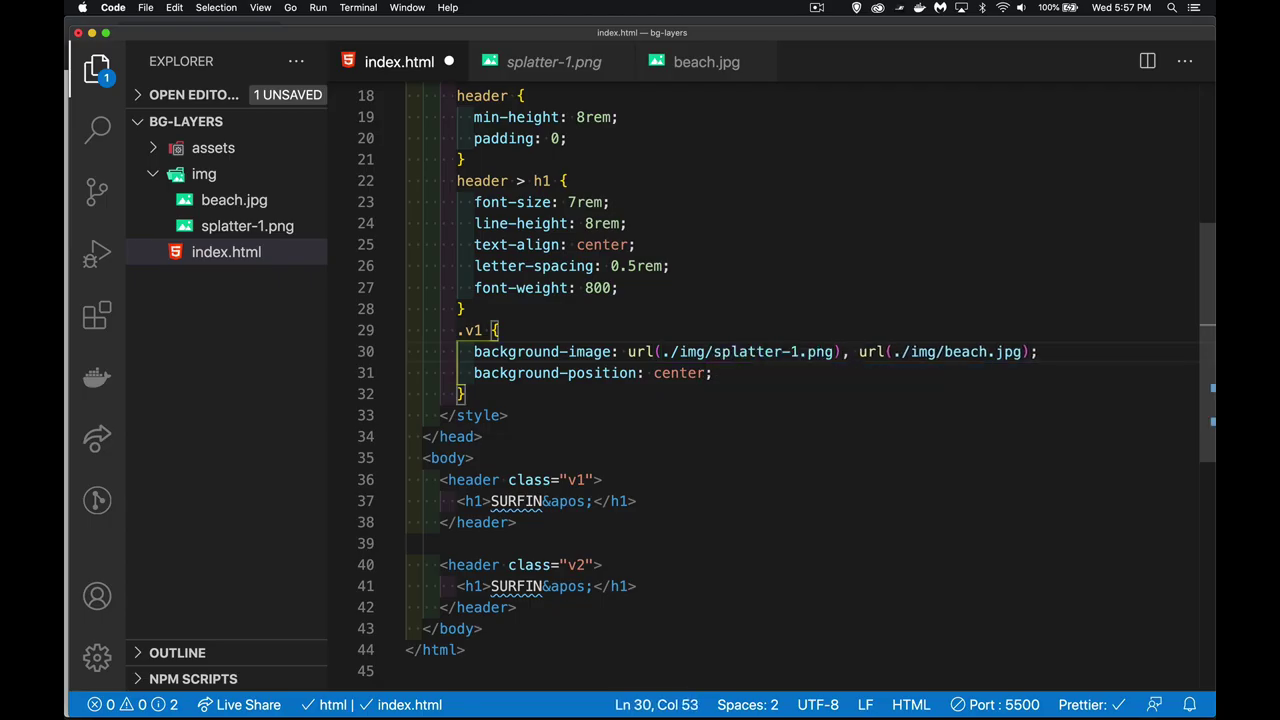 Code File Edit Selection View Go Run Terminal Window Help 100% Wed 5:57 PM
index.html — bg-layers
EXPLORER
index.html
splatter-1.png
beach.jpg
1
OPEN EDITO... 1 UNSAVED
BG-LAYERS
assets
img
beach.jpg
splatter-1.png
index.html
OUTLINE
NPM SCRIPTS
18 header {
19 min-height: 8rem;
20 padding: 0;
21 }
22 header > h1 {
23 font-size: 7rem;
24 line-height: 8rem;
25 text-align: center;
26 letter-spacing: 0.5rem;
27 font-weight: 800;
28 }
29 .v1 {
30 background-image: url(./img/splatter-1.png), url(./img/beach.jpg);
31 background-position: center;
32 }
33 </style>
34 </head>
35 <body>
36 <header class="v1">
37 <h1>SURFIN&apos;</h1>
38 </header>
39
40 <header class="v2">
41 <h1>SURFIN&apos;</h1>
42 </header>
43 </body>
44 </html>
45
0 0 2 Live Share html | index.html Ln 30, Col 53 Spaces: 2 UTF-8 LF HTML Port : 5500 Prettier: